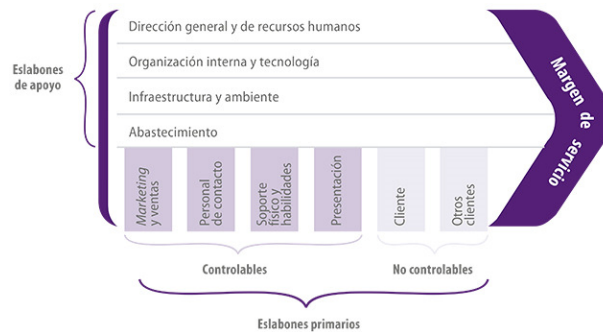 Dirección general y de recursos humanos
Eslabones
de apoyo
Organización interna y tecnología
Infraestructura y ambiente
Abastecimiento
Margen de servicio
Marketing
y ventas
Personal
de contacto
Soporte
físico y
habilidades
Presentación
Cliente
Otros
clientes
Controlables
No controlables
Eslabones primarios